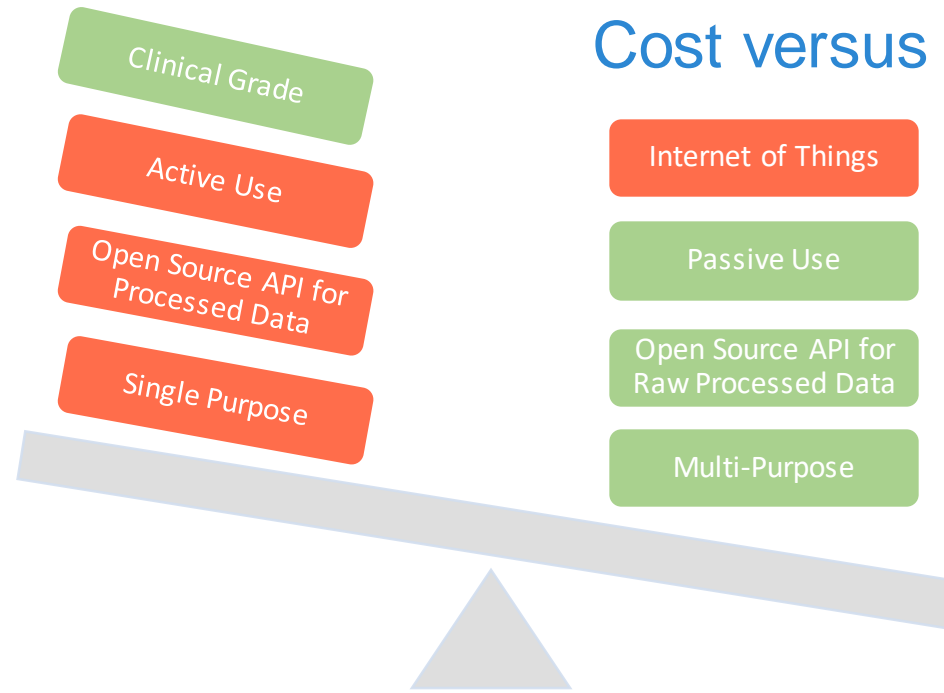 Cost versus
Clinical Grade
Active Use
Open Source API for
Processed Data
Single Purpose
Internet of Things
Passive Use
Open Source API for
Raw Processed Data
Multi-Purpose